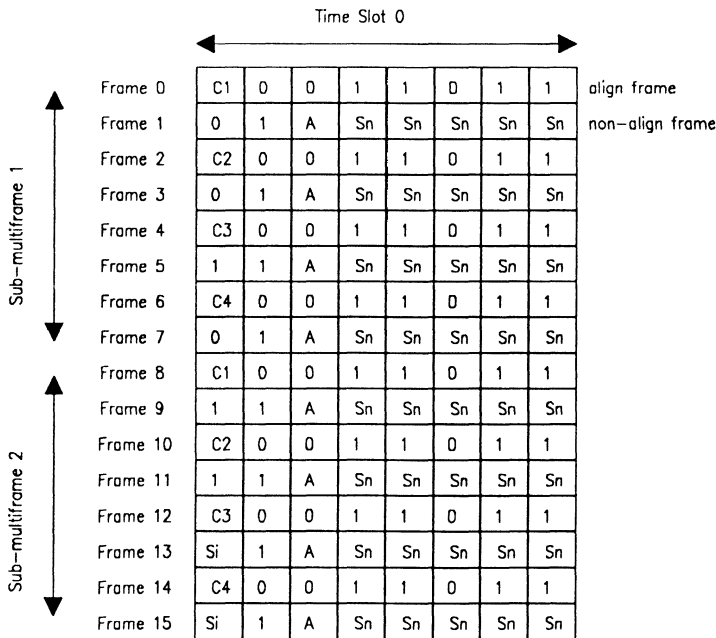 Time Slot 0
Frame 0 C1 0 0 1 1 0 1 1 align frame
Frame 1 0 1 A Sn Sn Sn Sn Sn non-align frame
Frame 2 C2 0 0 1 1 0 1 1
Frame 3 0 1 A Sn Sn Sn Sn Sn
Frame 4 C3 0 0 1 1 0 1 1
Frame 5 1 1 A Sn Sn Sn Sn Sn
Frame 6 C4 0 0 1 1 0 1 1
Frame 7 0 1 A Sn Sn Sn Sn Sn
Sub-multiframe 1
Frame 8 C1 0 0 1 1 0 1 1
Frame 9 1 1 A Sn Sn Sn Sn Sn
Frame 10 C2 0 0 1 1 0 1 1
Frame 11 1 1 A Sn Sn Sn Sn Sn
Frame 12 C3 0 0 1 1 0 1 1
Frame 13 Si 1 A Sn Sn Sn Sn Sn
Frame 14 C4 0 0 1 1 0 1 1
Frame 15 Si 1 A Sn Sn Sn Sn Sn
Sub-multiframe 2